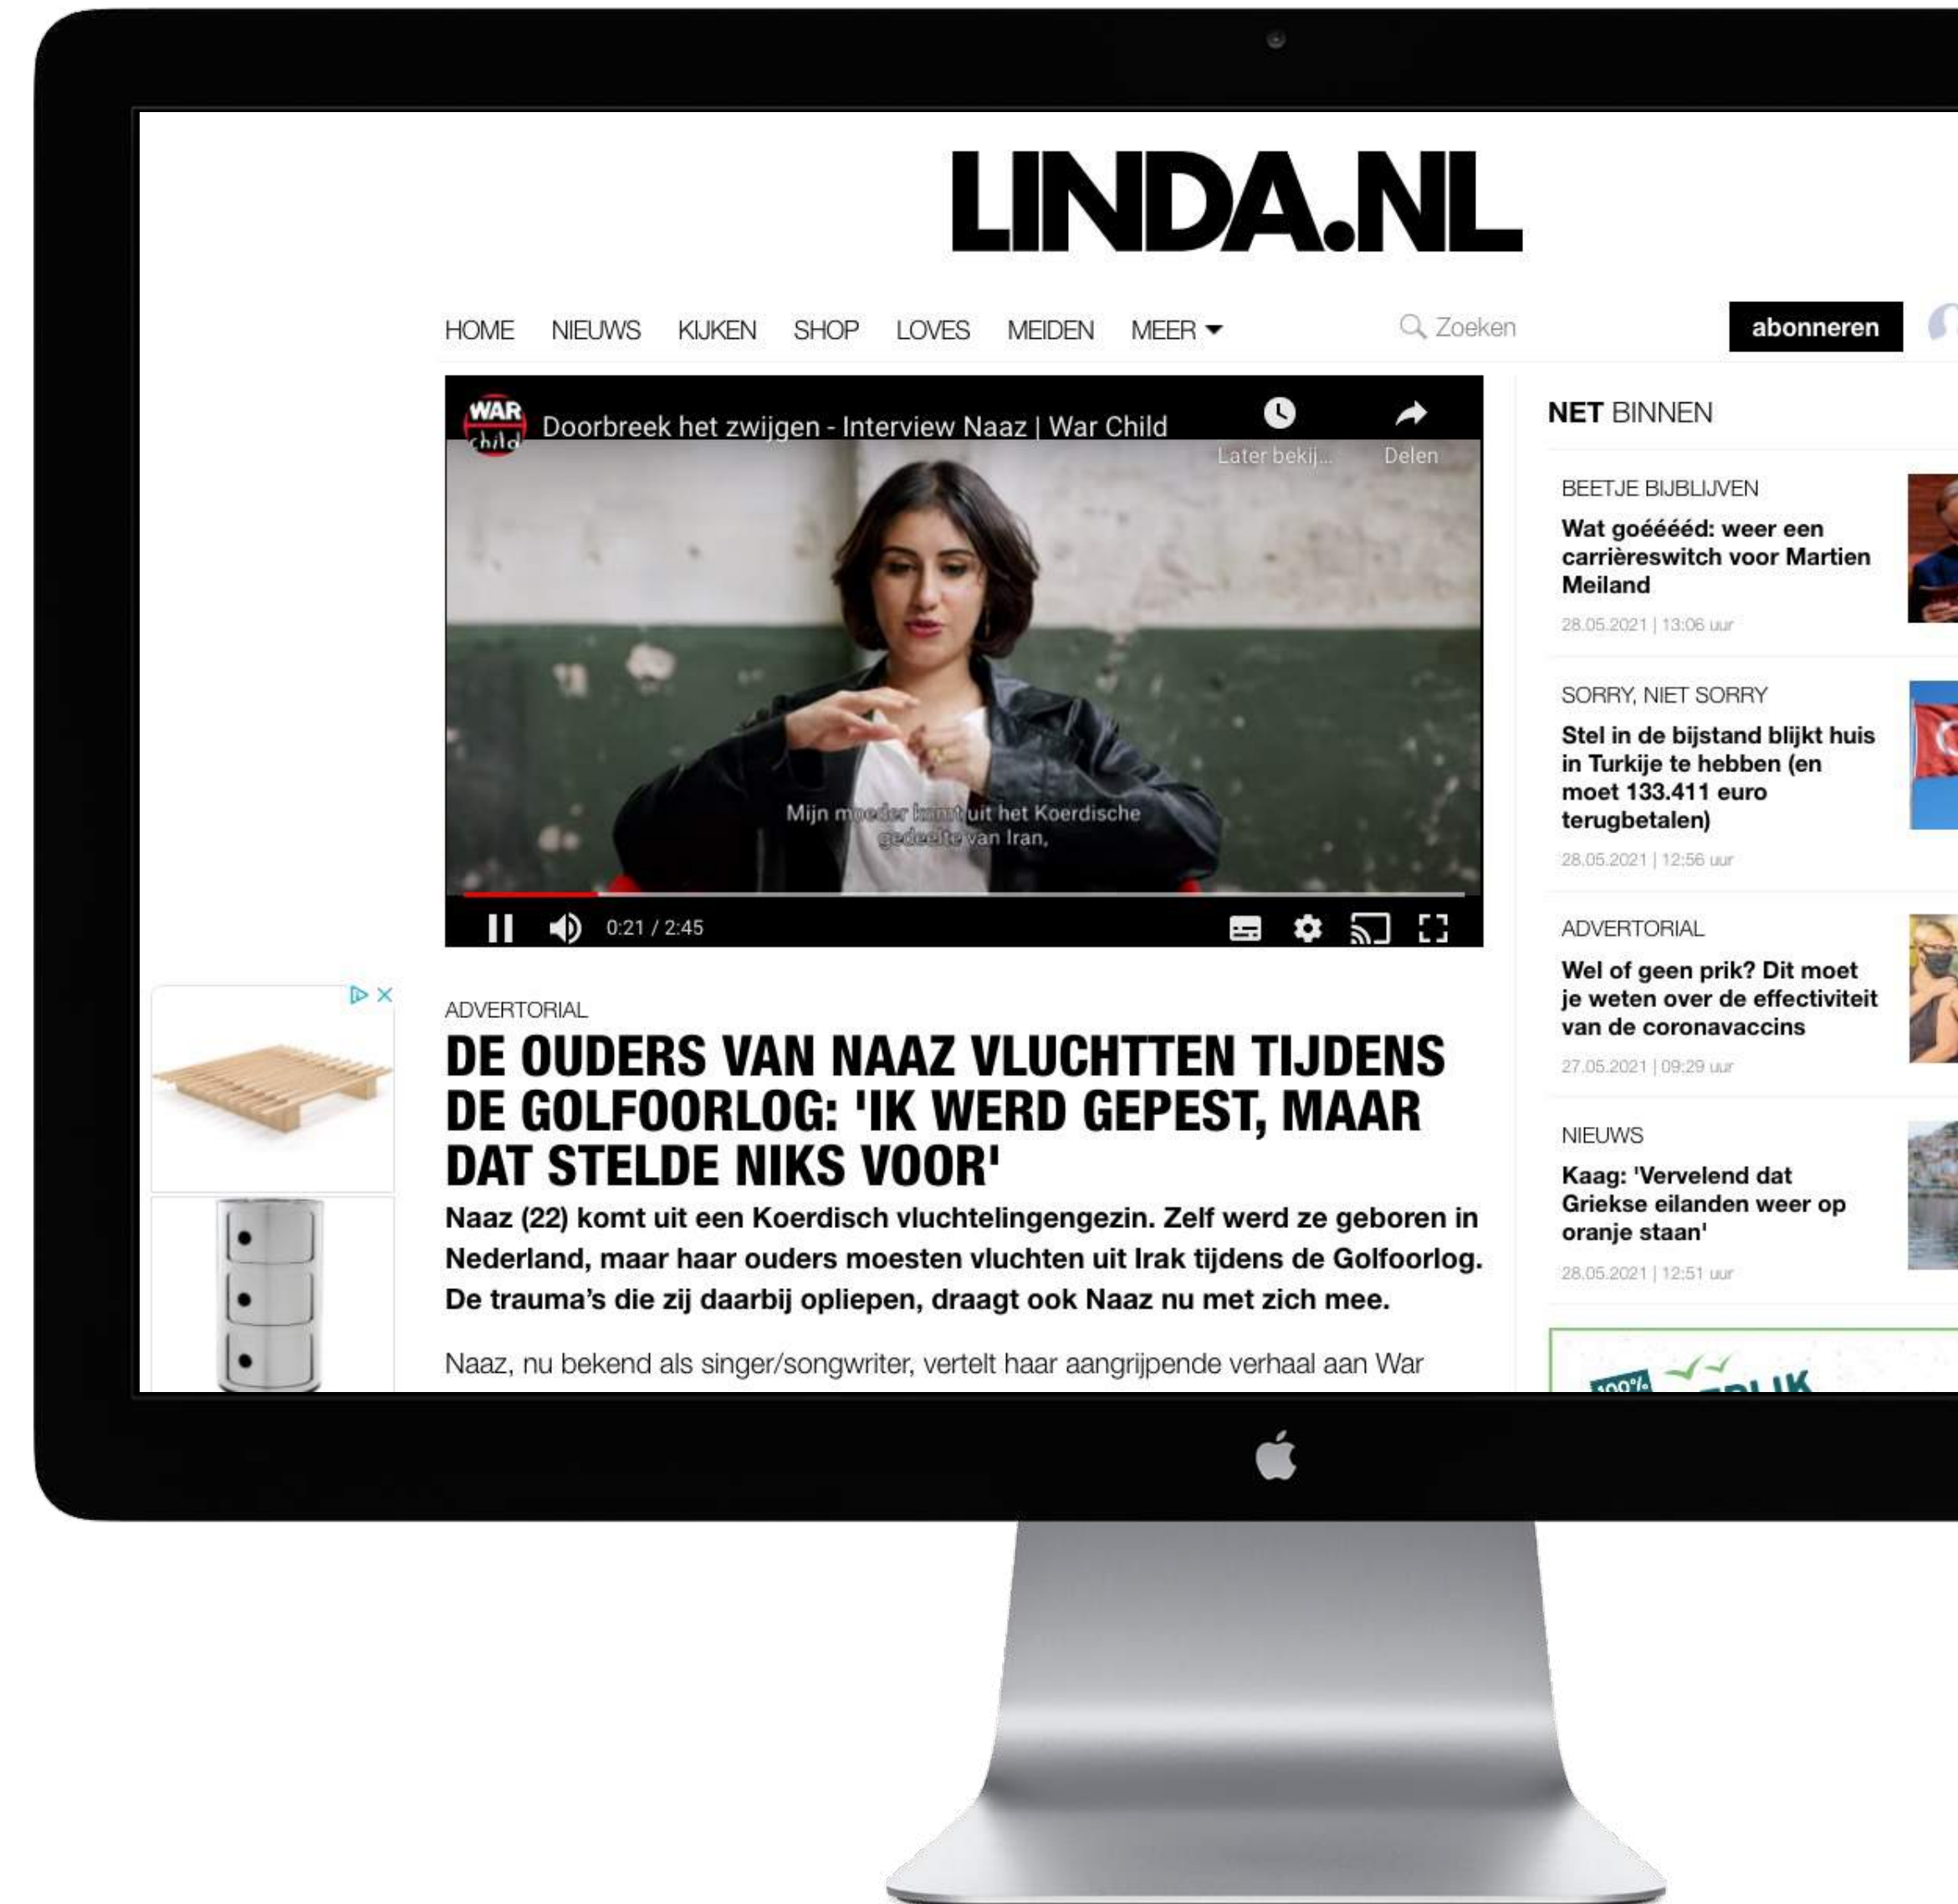 LINDA.NL
HOME NIEUWS KIJKEN SHOP LOVES MEIDEN MEER
Zoeken
abonneren
WAR
child
Doorbreek het zwijgen - Interview Naaz | War Child
Later bekij...
Delen
Mijn moeder komt uit het Koerdische
gedeelte van Iran,
0:21 / 2:45
ADVERTORIAL
DE OUDERS VAN NAAZ VLUCHTTEN TIJDENS
DE GOLFOORLOG: 'IK WERD GEPEST, MAAR
DAT STELDE NIKS VOOR'
Naaz (22) komt uit een Koerdisch vluchtelingengezin. Zelf werd ze geboren in
Nederland, maar haar ouders moesten vluchten uit Irak tijdens de Golfoorlog.
De trauma's die zij daarbij opliepen, draagt ook Naaz nu met zich mee.
Naaz, nu bekend als singer/songwriter, vertelt haar aangrijpende verhaal aan War
NET BINNEN
BEETJE BIJBLIJVEN
Wat goééééd: weer een
carrièreswitch voor Martien
Meiland
28.05.2021 | 13:06 uur
SORRY, NIET SORRY
Stel in de bijstand blijkt huis
in Turkije te hebben (en
moet 133.411 euro
terugbetalen)
28.05.2021 | 12:56 uur
ADVERTORIAL
Wel of geen prik? Dit moet
je weten over de effectiviteit
van de coronavaccins
27.05.2021 | 09:29 uur
NIEUWS
Kaag: 'Vervelend dat
Griekse eilanden weer op
oranje staan'
28.05.2021 | 12:51 uur
100%